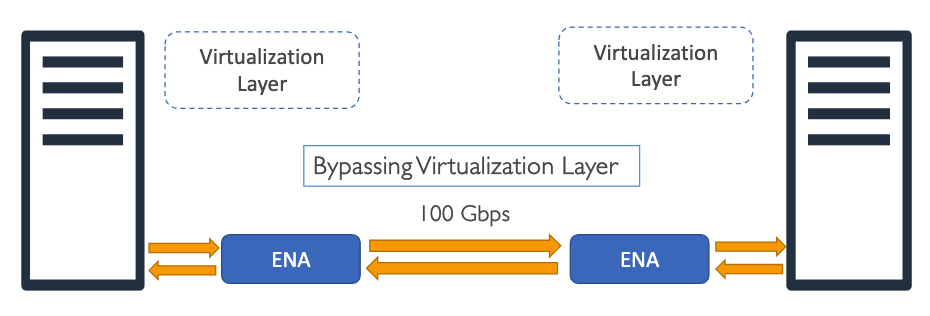 Virtualization
Layer
Virtualization
Layer
Bypassing Virtualization Layer
100 Gbps
ENA
ENA